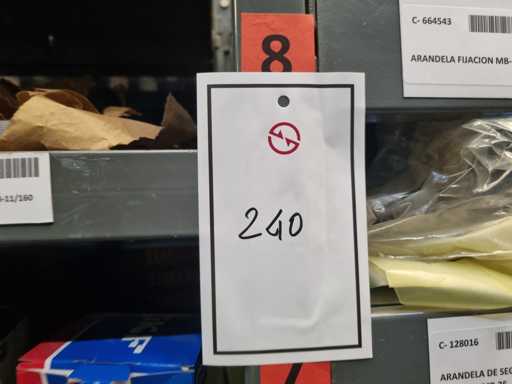 8
C- 664543
ARANDELA FIJACION MB-
-11/160
240
C- 128016
ARANDELA DE SEG